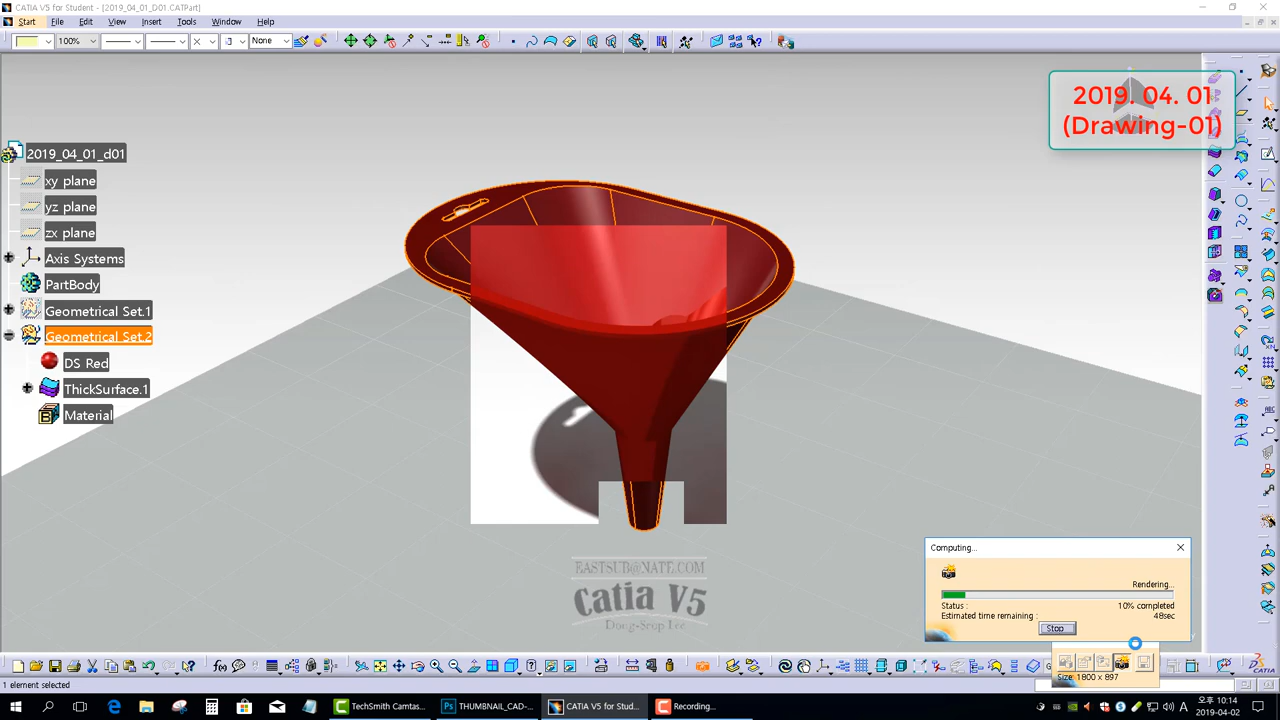 CATIA V5 for Student - [2019_04_01_D01.CATPart]
Start
File
Edit
View
Insert
Tools
Window
Help
100%
None
2019. 04. 01
(Drawing-01)
2019_04_01_d01
xy plane
yz plane
zx plane
Axis Systems
PartBody
Geometrical Set.1
Geometrical Set.2
DS Red
ThickSurface.1
Material
EASTSUB@NATE.COM
Catia V5
Dong-Seop Lee
Computing...
Rendering...
Status :
10% completed
Estimated time remaining :
48sec
Stop
Size: 1800 x 897
1 element selected
TechSmith Camtas...
THUMBNAIL_CAD-...
CATIA V5 for Stud...
Recording...
오후 10:14
2019-04-02